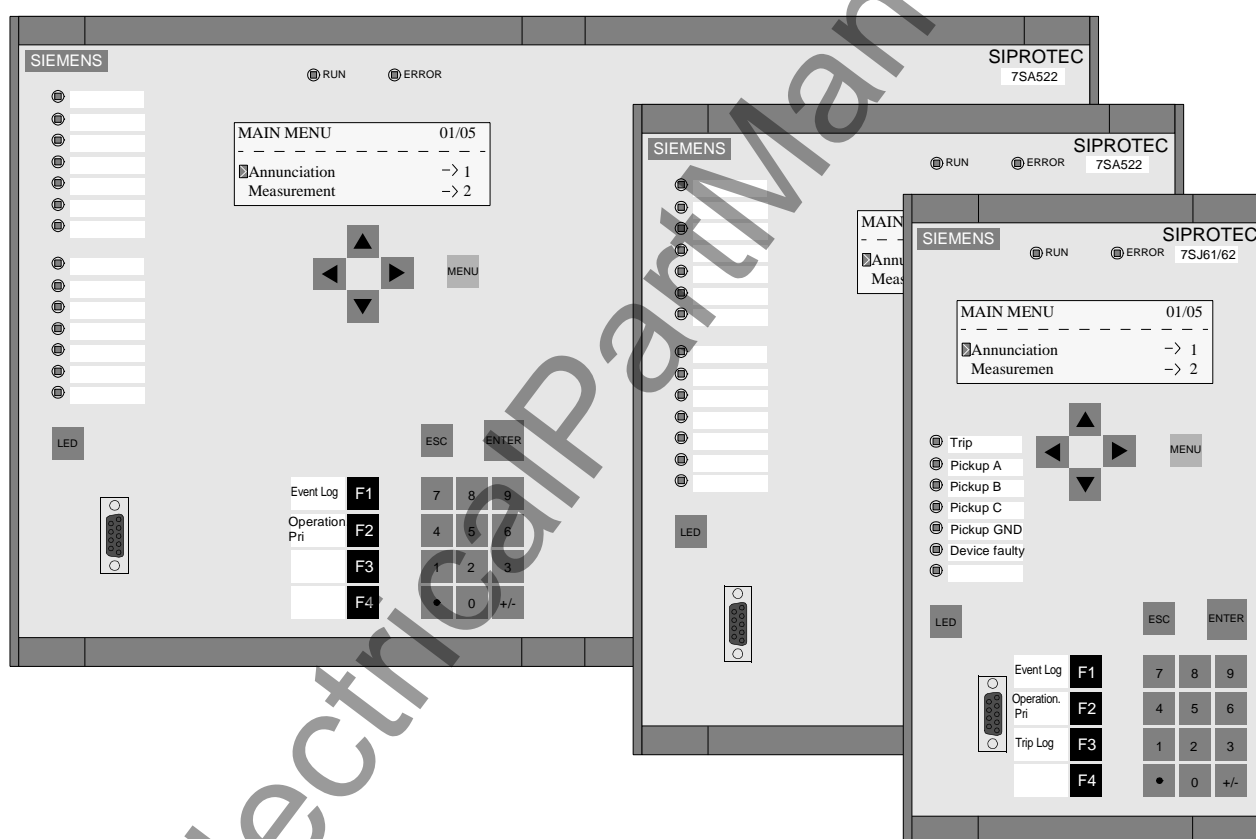 SIEMENS
RUN
ERROR
SIPROTEC
7SA522
MAIN MENU 01/05
Annunciation -> 1
Measurement -> 2
MENU
LED
ESC
ENTER
Event Log F1
Operation
Pri F2
F3
F4
7 8 9
4 5 6
1 2 3
• 0 +/-
SIEMENS
RUN
ERROR
SIPROTEC
7SA522
MAIN
Annu
Meas
LED
SIEMENS
RUN
ERROR
SIPROTEC
7SJ61/62
MAIN MENU 01/05
Annunciation -> 1
Measuremen -> 2
MENU
Trip
Pickup A
Pickup B
Pickup C
Pickup GND
Device faulty
LED
ESC
ENTER
Event Log F1
Operation.
Pri F2
Trip Log F3
F4
7 8 9
4 5 6
1 2 3
• 0 +/-
lectricalPartMan